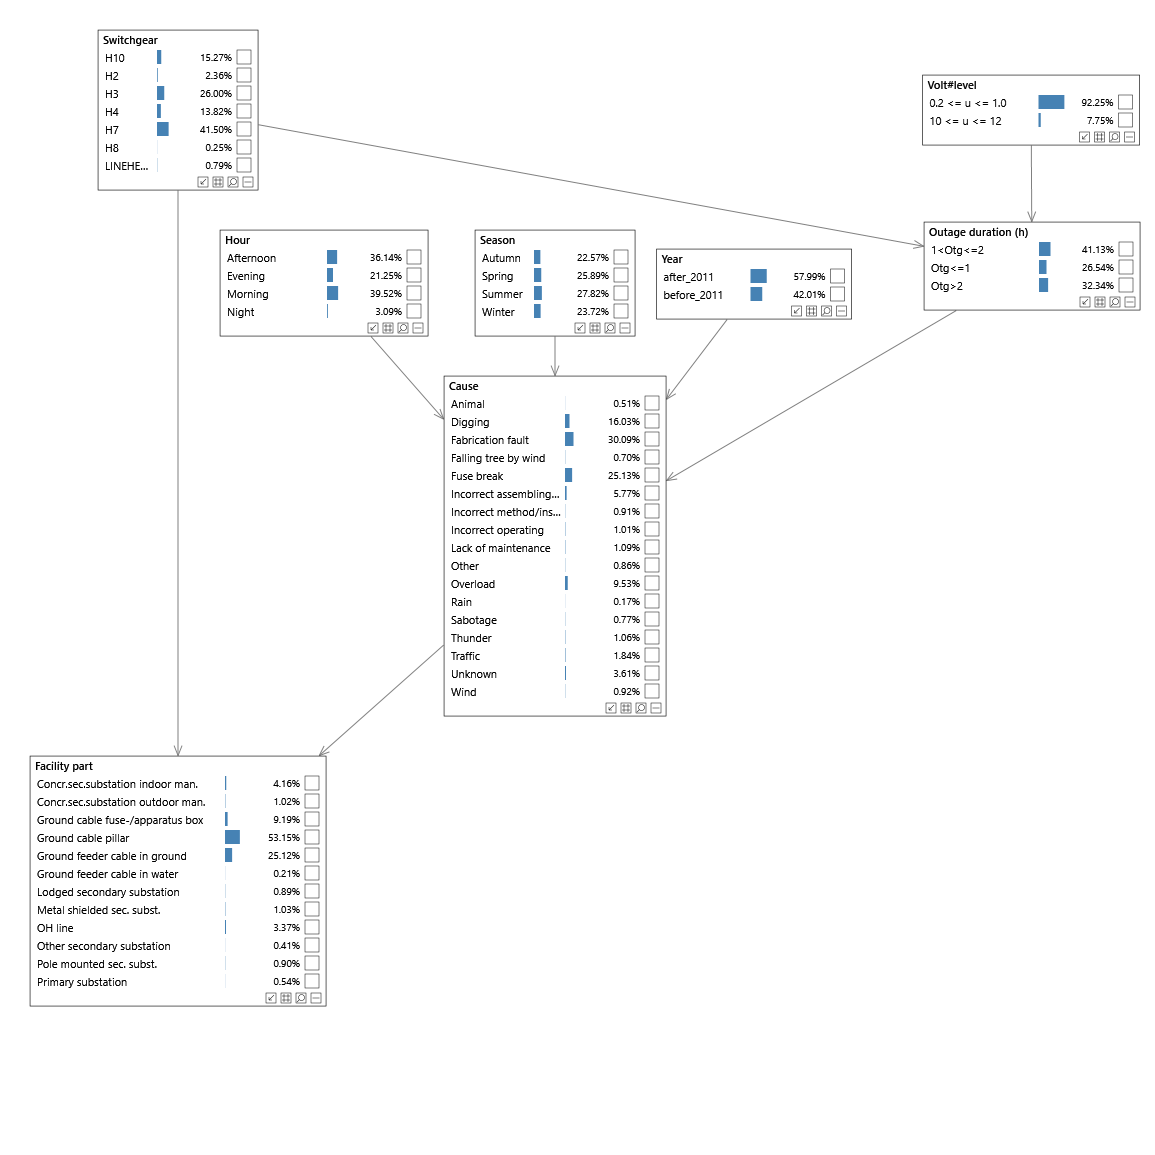 Switchgear
H10 15.27%
H2 2.36%
H3 26.00%
H4 13.82%
H7 41.50%
H8 0.25%
LINEHE... 0.79%
Volt#level
0.2 <= u <= 1.0 92.25%
10 <= u <= 12 7.75%
Hour
Afternoon 36.14%
Evening 21.25%
Morning 39.52%
Night 3.09%
Season
Autumn 22.57%
Spring 25.89%
Summer 27.82%
Winter 23.72%
Year
after_2011 57.99%
before_2011 42.01%
Outage duration (h)
1<Otg<=2 41.13%
Otg<=1 26.54%
Otg>2 32.34%
Cause
Animal 0.51%
Digging 16.03%
Fabrication fault 30.09%
Falling tree by wind 0.70%
Fuse break 25.13%
Incorrect assembling... 5.77%
Incorrect method/ins... 0.91%
Incorrect operating 1.01%
Lack of maintenance 1.09%
Other 0.86%
Overload 9.53%
Rain 0.17%
Sabotage 0.77%
Thunder 1.06%
Traffic 1.84%
Unknown 3.61%
Wind 0.92%
Facility part
Concr.sec.substation indoor man. 4.16%
Concr.sec.substation outdoor man. 1.02%
Ground cable fuse-/apparatus box 9.19%
Ground cable pillar 53.15%
Ground feeder cable in ground 25.12%
Ground feeder cable in water 0.21%
Lodged secondary substation 0.89%
Metal shielded sec. subst. 1.03%
OH line 3.37%
Other secondary substation 0.41%
Pole mounted sec. subst. 0.90%
Primary substation 0.54%